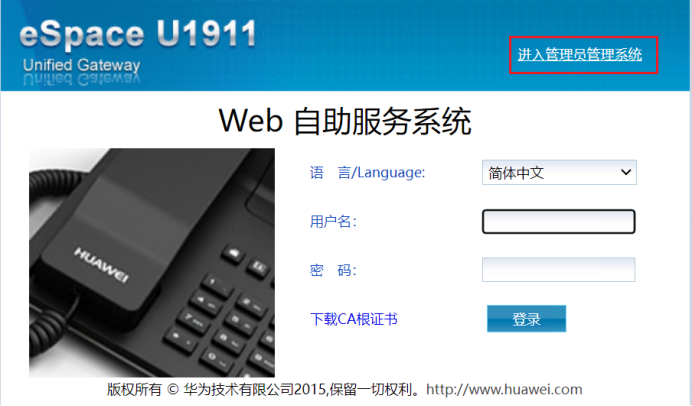 eSpace U1911
Unified Gateway
进入管理员管理系统
Web 自助服务系统
语 言/Language: 简体中文
用户名:
密 码:
下载CA根证书 登录
HUAWEI
版权所有 © 华为技术有限公司2015,保留一切权利。http://www.huawei.com